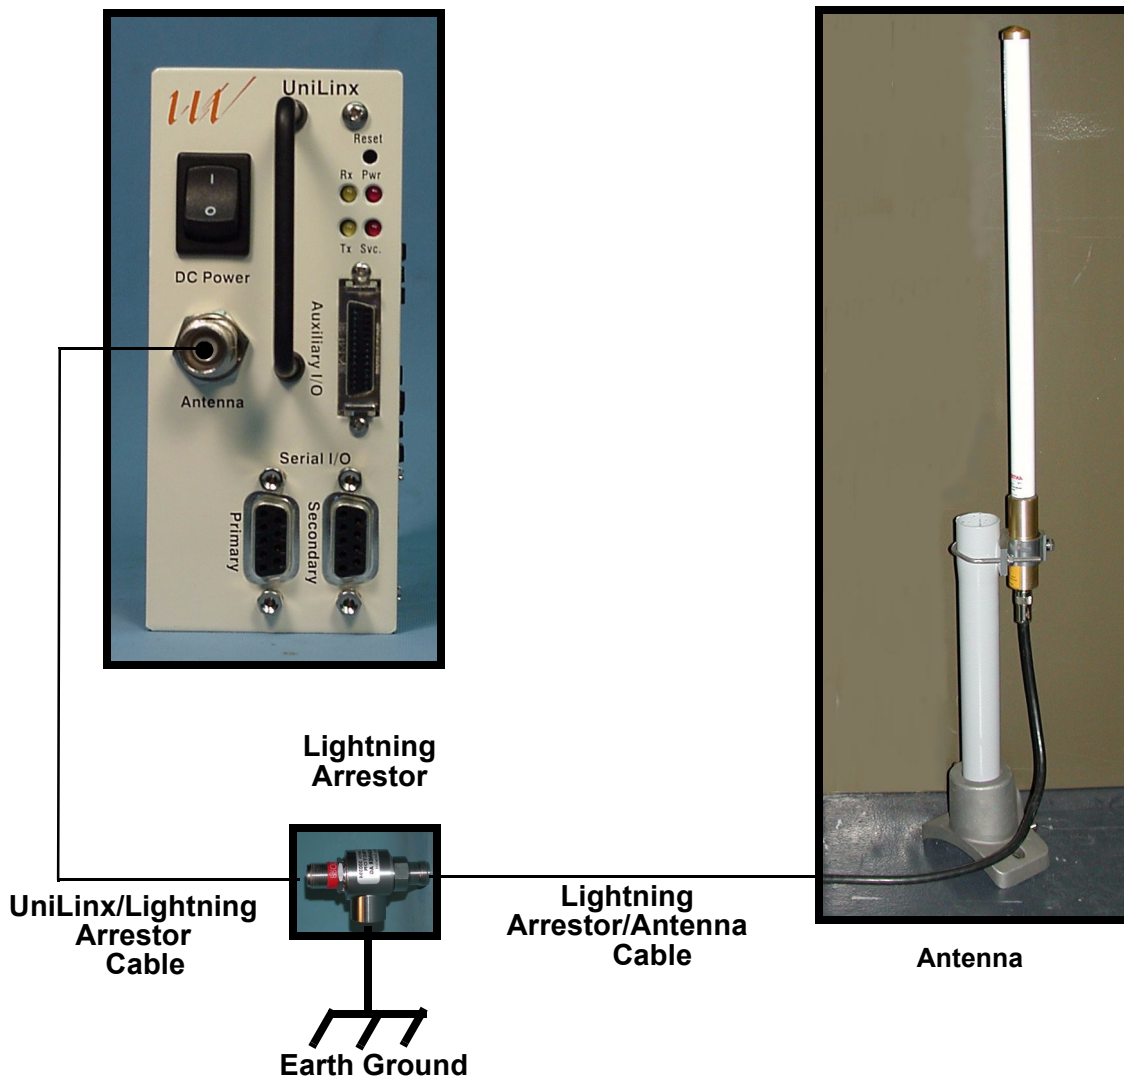 UniLinx
Reset
Rx Pwr
Tx Svc.
I
O
DC Power
Auxiliary I/O
Antenna
Serial I/O
Primary
Secondary
Lightning
Arrestor
UniLinx/Lightning
Arrestor
Cable
Lightning
Arrestor/Antenna
Cable
Antenna
Earth Ground